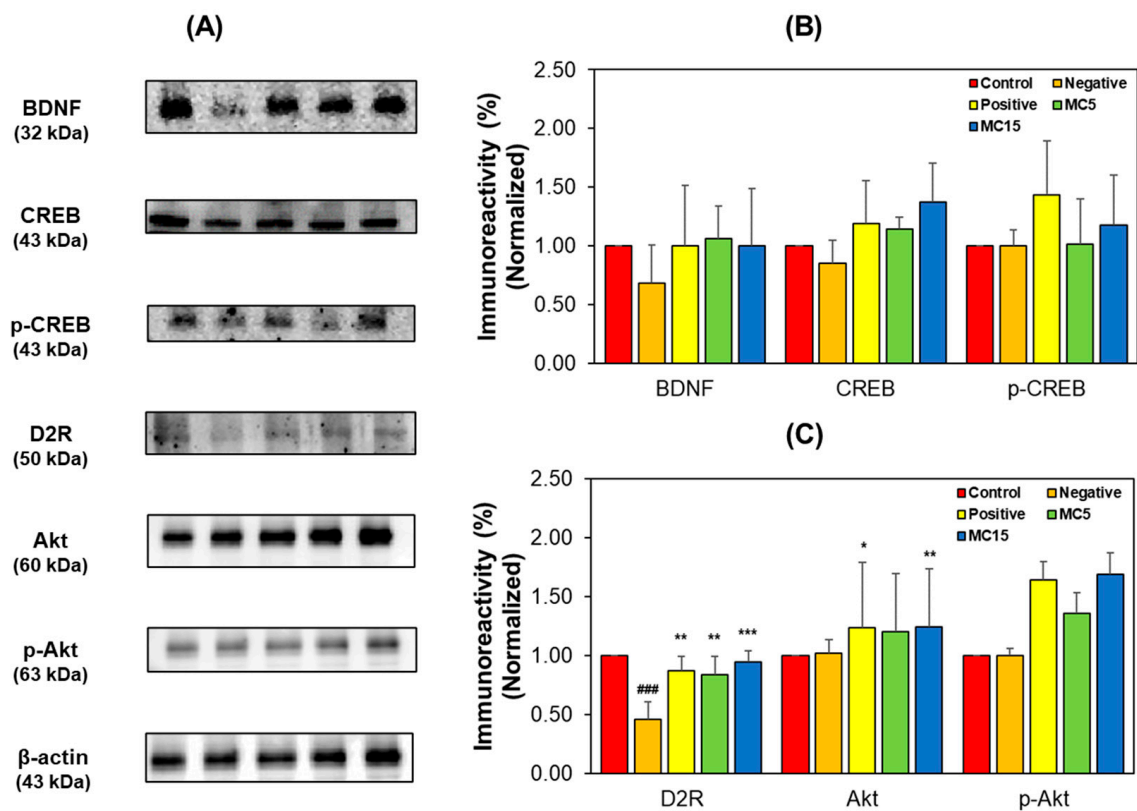 (A)
BDNF
(32 kDa)
CREB
(43 kDa)
p-CREB
(43 kDa)
D2R
(50 kDa)
Akt
(60 kDa)
p-Akt
(63 kDa)
β-actin
(43 kDa)
(B)
Immunoreactivity (%)
(Normalized)
2.50
2.00
1.50
1.00
0.50
0.00
Control
Negative
Positive
MC5
MC15
BDNF
CREB
p-CREB
(C)
Immunoreactivity (%)
(Normalized)
2.50
2.00
1.50
1.00
0.50
0.00
Control
Negative
Positive
MC5
MC15
###
**
**
***
*
**
D2R
Akt
p-Akt